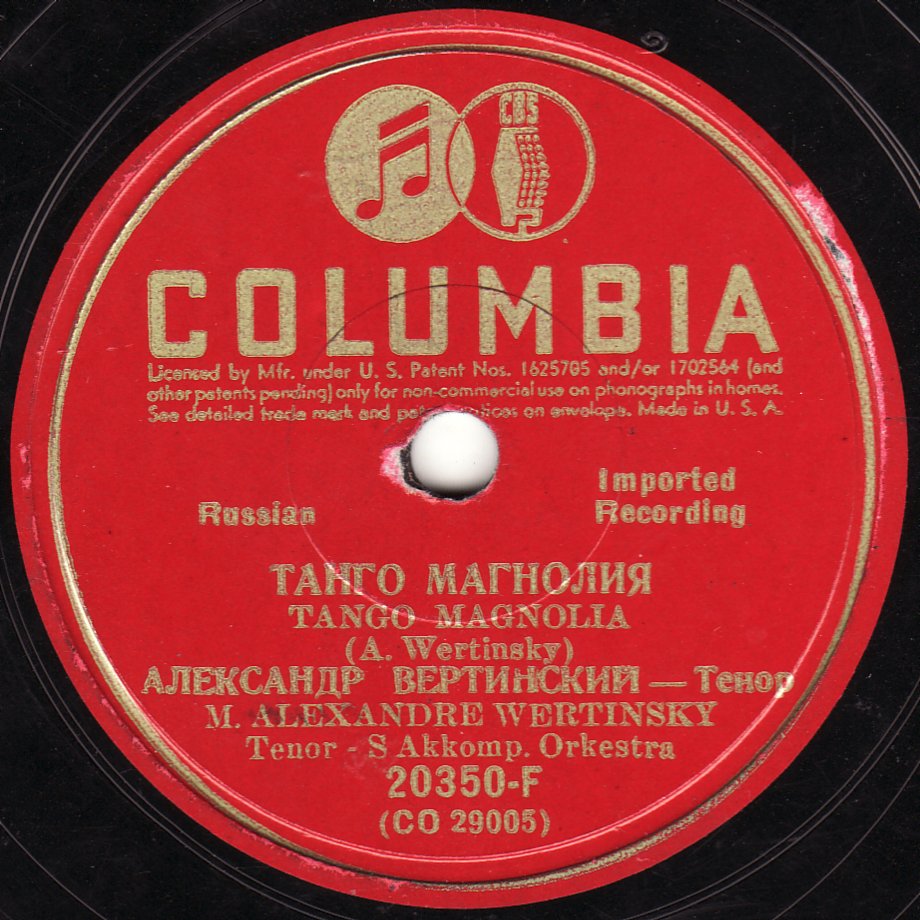 CBS
COLUMBIA
Licensed by Mfr. under U. S. Patent Nos. 1625705 and/or 1702564 (and
other patents pending) only for non-commercial use on phonographs in homes.
See detailed trade mark and on envelope. Made in U. S. A.
Russian
Imported
Recording
ТАНГО МАГНОЛИЯ
TANGO MAGNOLIA
(A. Wertinsky)
АЛЕКСАНДР ВЕРТИНСКИЙ — Тенор
M. ALEXANDRE WERTINSKY
Tenor - S Akkomp. Orkestra
20350-F
(CO 29005)